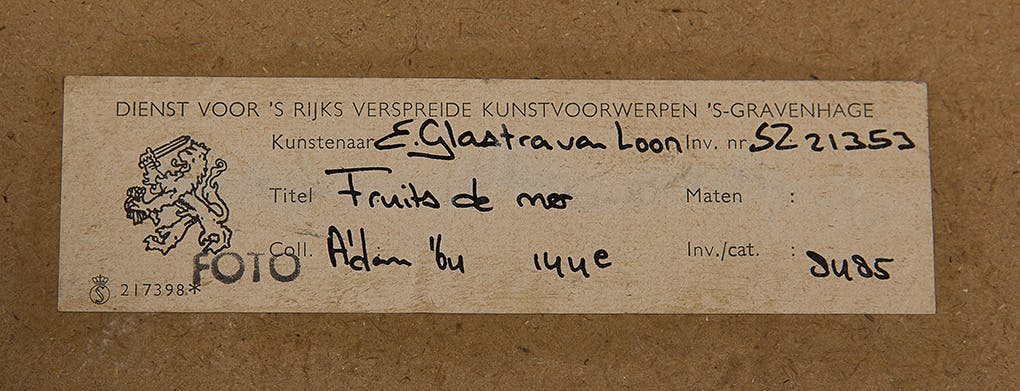 DIENST VOOR 'S RIJKS VERSPREIDE KUNSTVOORWERPEN 'S-GRAVENHAGE
Kunstenaar E. Glastra van Loon Inv. nr SZ 21353
Titel Fruits de mer Maten :
Coll. A'dam '64 144e Inv./cat. : 8485
FOTO
S 217398*